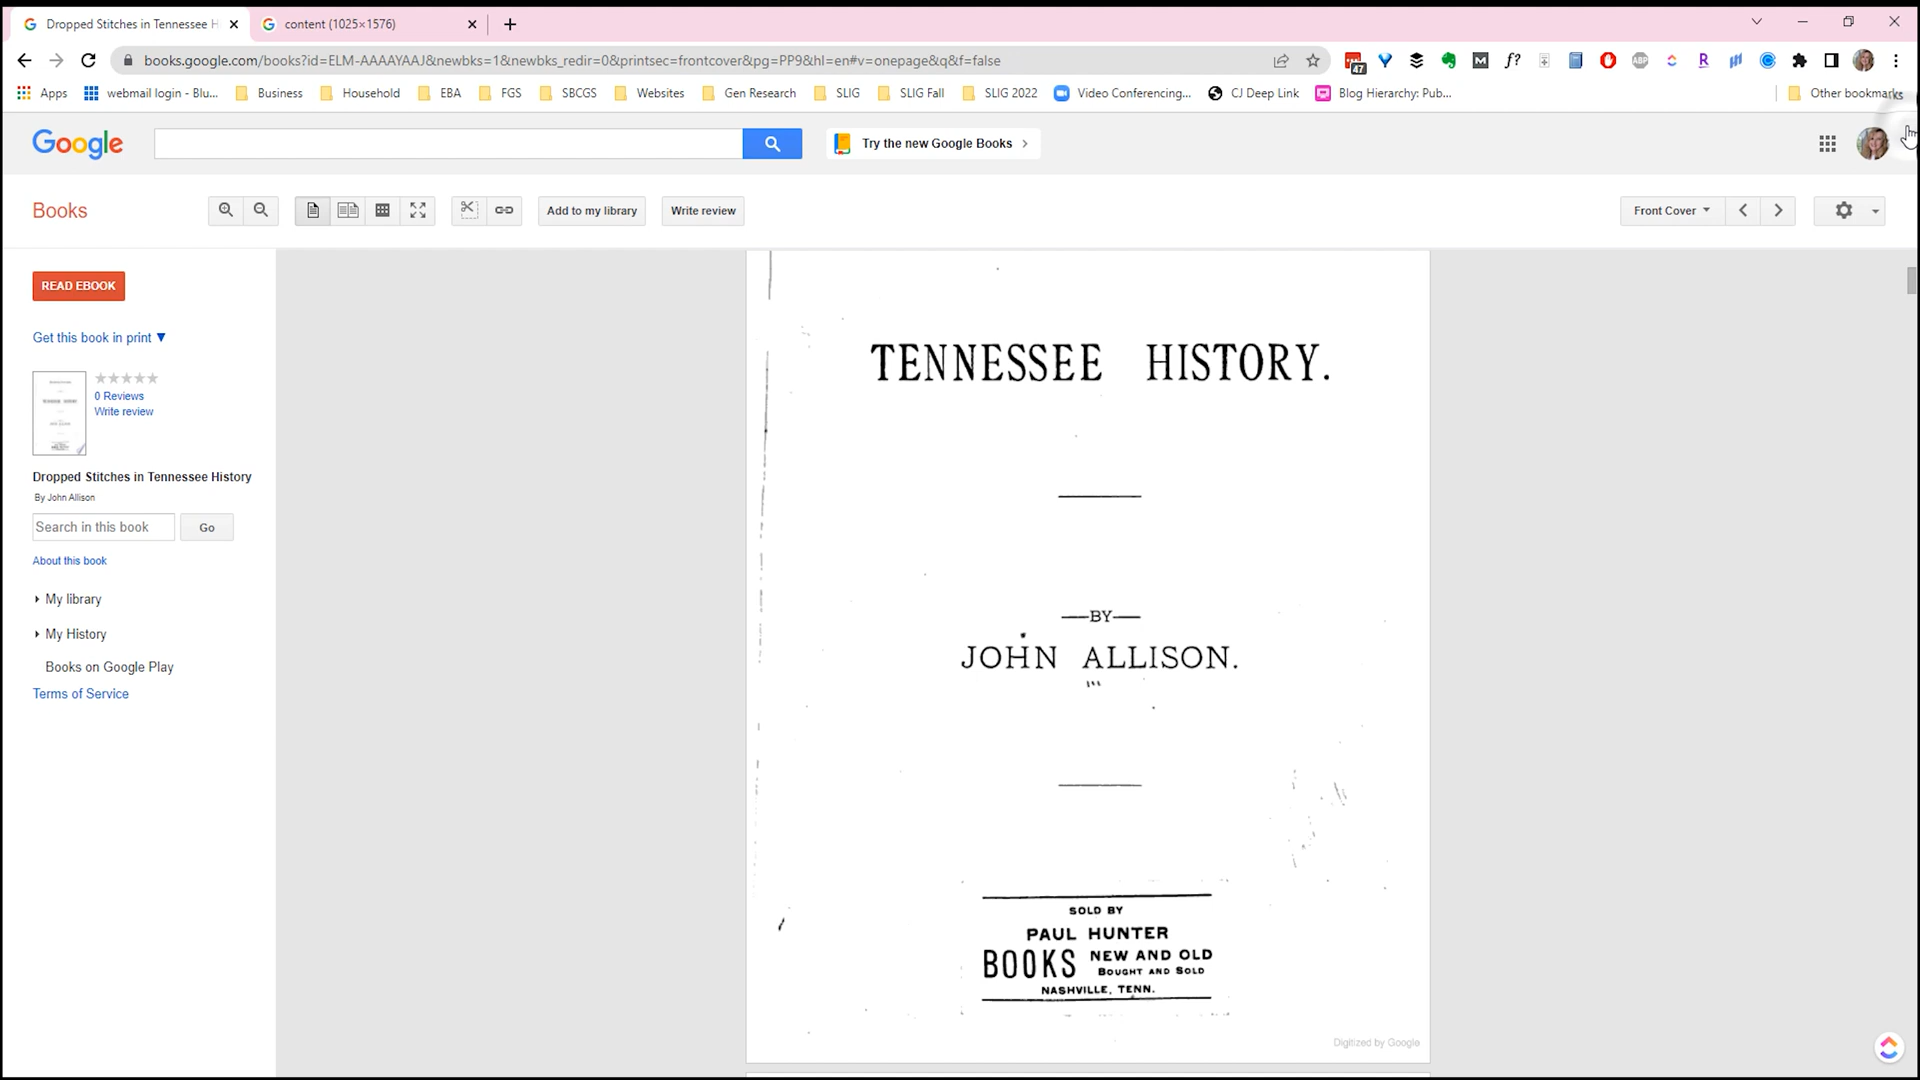 Dropped Stitches in Tennessee H
content (1025×1576)
books.google.com/books?id=ELM-AAAAYAAJ&newbks=1&newbks_redir=0&printsec=frontcover&pg=PP9&hl=en#v=onepage&q&f=false
47
ABP
Apps
webmail login - Blu...
Business
Household
EBA
FGS
SBCGS
Websites
Gen Research
SLIG
SLIG Fall
SLIG 2022
Video Conferencing...
CJ Deep Link
Blog Hierarchy: Pub...
Other bookmarks
Google
Try the new Google Books
Books
Add to my library
Write review
Front Cover
READ EBOOK
Get this book in print ▼
0 Reviews
Write review
Dropped Stitches in Tennessee History
By John Allison
Search in this book
Go
About this book
My library
My History
Books on Google Play
Terms of Service
TENNESSEE HISTORY.
—BY—
JOHN ALLISON.
SOLD BY
PAUL HUNTER
BOOKS NEW AND OLD
BOUGHT AND SOLD
NASHVILLE, TENN.
Digitized by Google